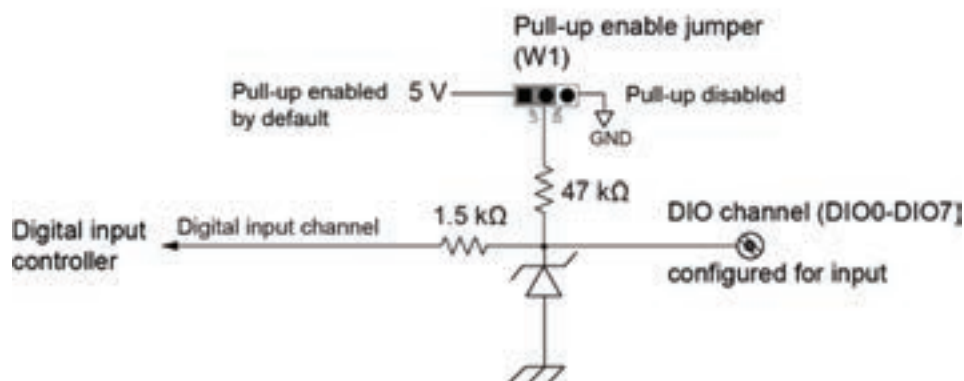 Pull-up enable jumper
(W1)
Pull-up enabled
by default
5 V
Pull-up disabled
GND
47 kΩ
1.5 kΩ
DIO channel (DIO0-DIO7)
configured for input
Digital input
controller
Digital input channel